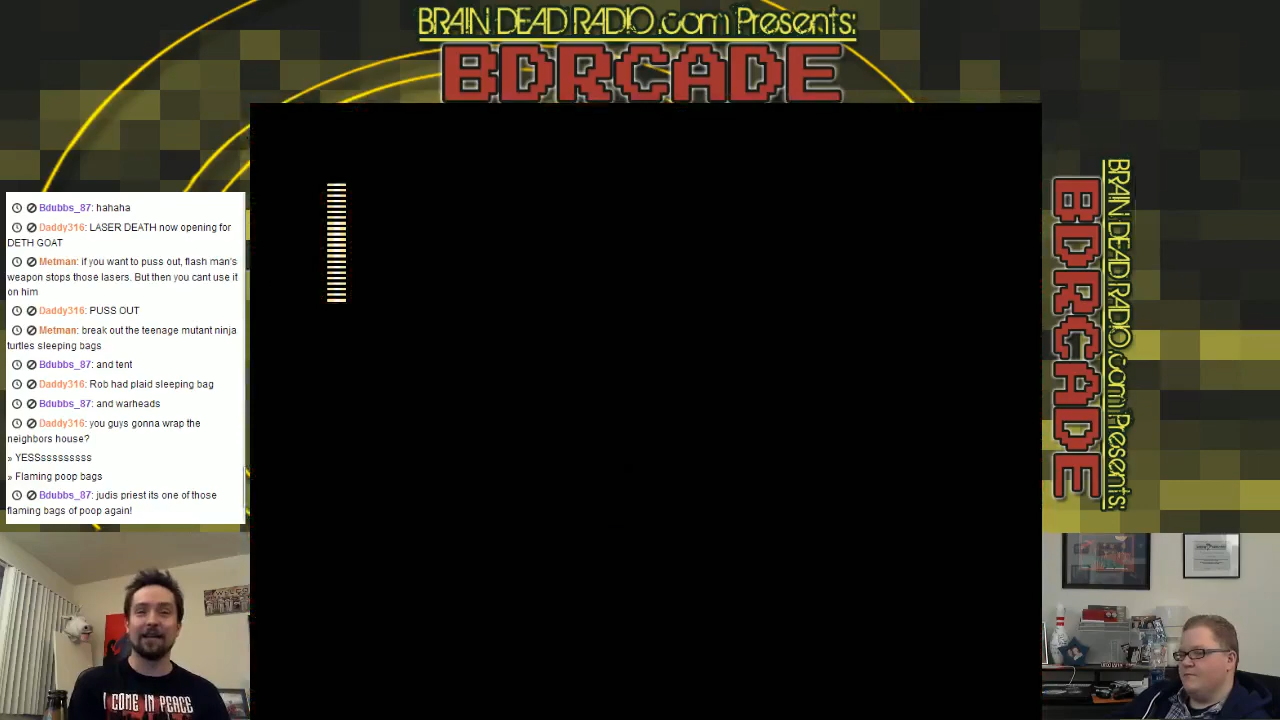 BRAIN DEAD RADIO.com Presents:
BDRCADE
Bdubbs_87: hahaha
Daddy316: LASER DEATH now opening for
DETH GOAT
Metman: if you want to puss out, flash man's
weapon stops those lasers. But then you cant use it
on him
Daddy316: PUSS OUT
Metman: break out the teenage mutant ninja
turtles sleeping bags
Bdubbs_87: and tent
Daddy316: Rob had plaid sleeping bag
Bdubbs_87: and warheads
Daddy316: you guys gonna wrap the
neighbors house?
» YESSsssssssss
» Flaming poop bags
Bdubbs_87: judis priest its one of those
flaming bags of poop again!
BRAIN DEAD RADIO.com Presents:
BDRCADE
I COME IN PEACE